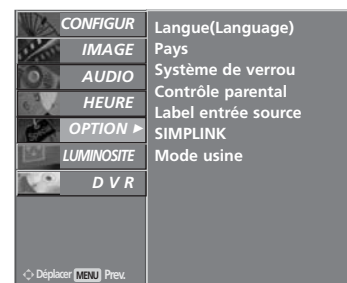 CONFIGUR
IMAGE
AUDIO
HEURE
OPTION ►
LUMINOSITE
D V R
Langue(Language)
Pays
Système de verrou
Contrôle parental
Label entrée source
SIMPLINK
Mode usine
Déplacer MENU Prev.